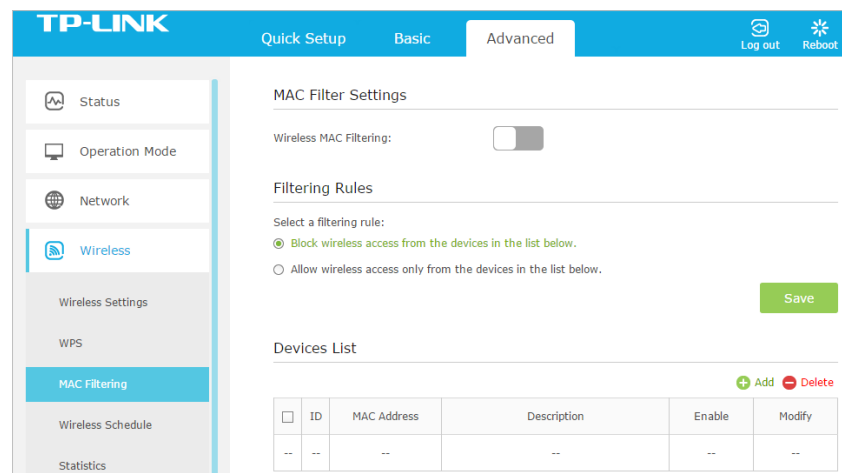 TP-LINK
Quick Setup Basic Advanced Log out Reboot
Status
Operation Mode
Network
Wireless
Wireless Settings
WPS
MAC Filtering
Wireless Schedule
Statistics
MAC Filter Settings
Wireless MAC Filtering:
Filtering Rules
Select a filtering rule:
Block wireless access from the devices in the list below.
Allow wireless access only from the devices in the list below.
Save
Devices List
Add Delete
ID MAC Address Description Enable Modify
-- -- -- -- -- --